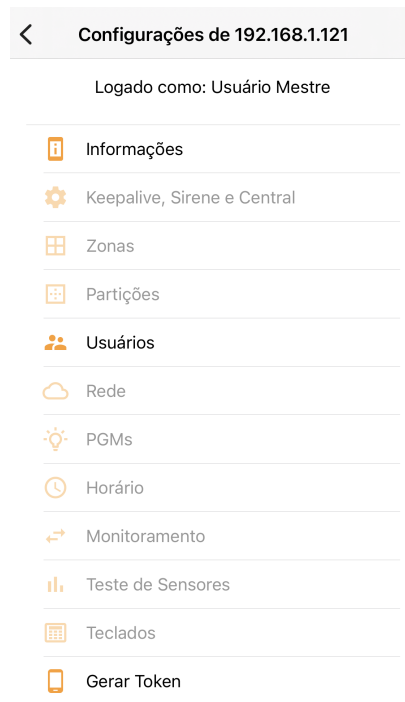 Configurações de 192.168.1.121
Logado como: Usuário Mestre
Informações
Keepalive, Sirene e Central
Zonas
Partições
Usuários
Rede
PGMs
Horário
Monitoramento
Teste de Sensores
Teclados
Gerar Token